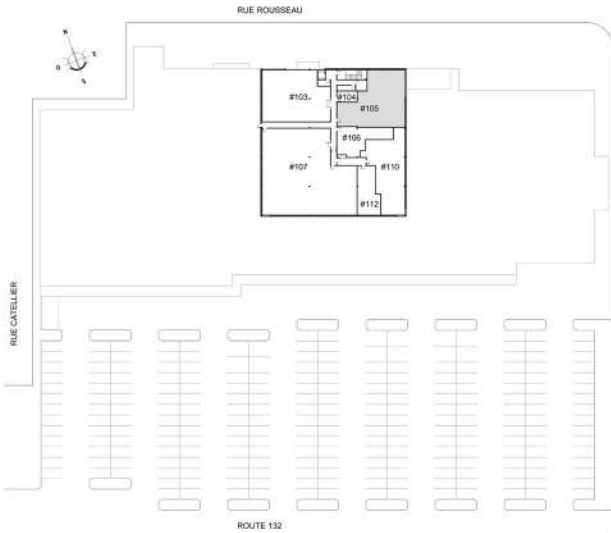 RUE ROUSSEAU
N
E
O
S
#103
#104
#105
#106
#107
#110
#112
RUE CATELLIER
ROUTE 132